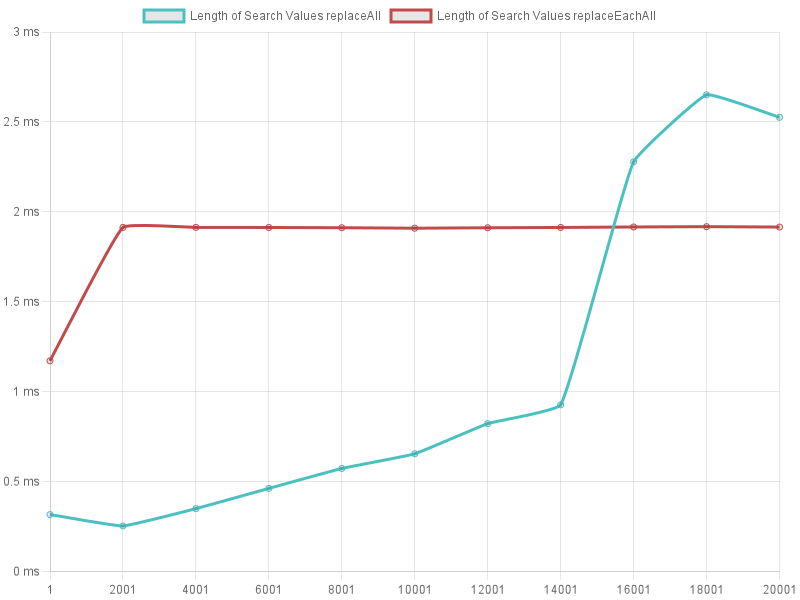 Length of Search Values replaceAll Length of Search Values replaceEachAll
3 ms
2.5 ms
2 ms
1.5 ms
1 ms
0.5 ms
0 ms
1 2001 4001 6001 8001 10001 12001 14001 16001 18001 20001